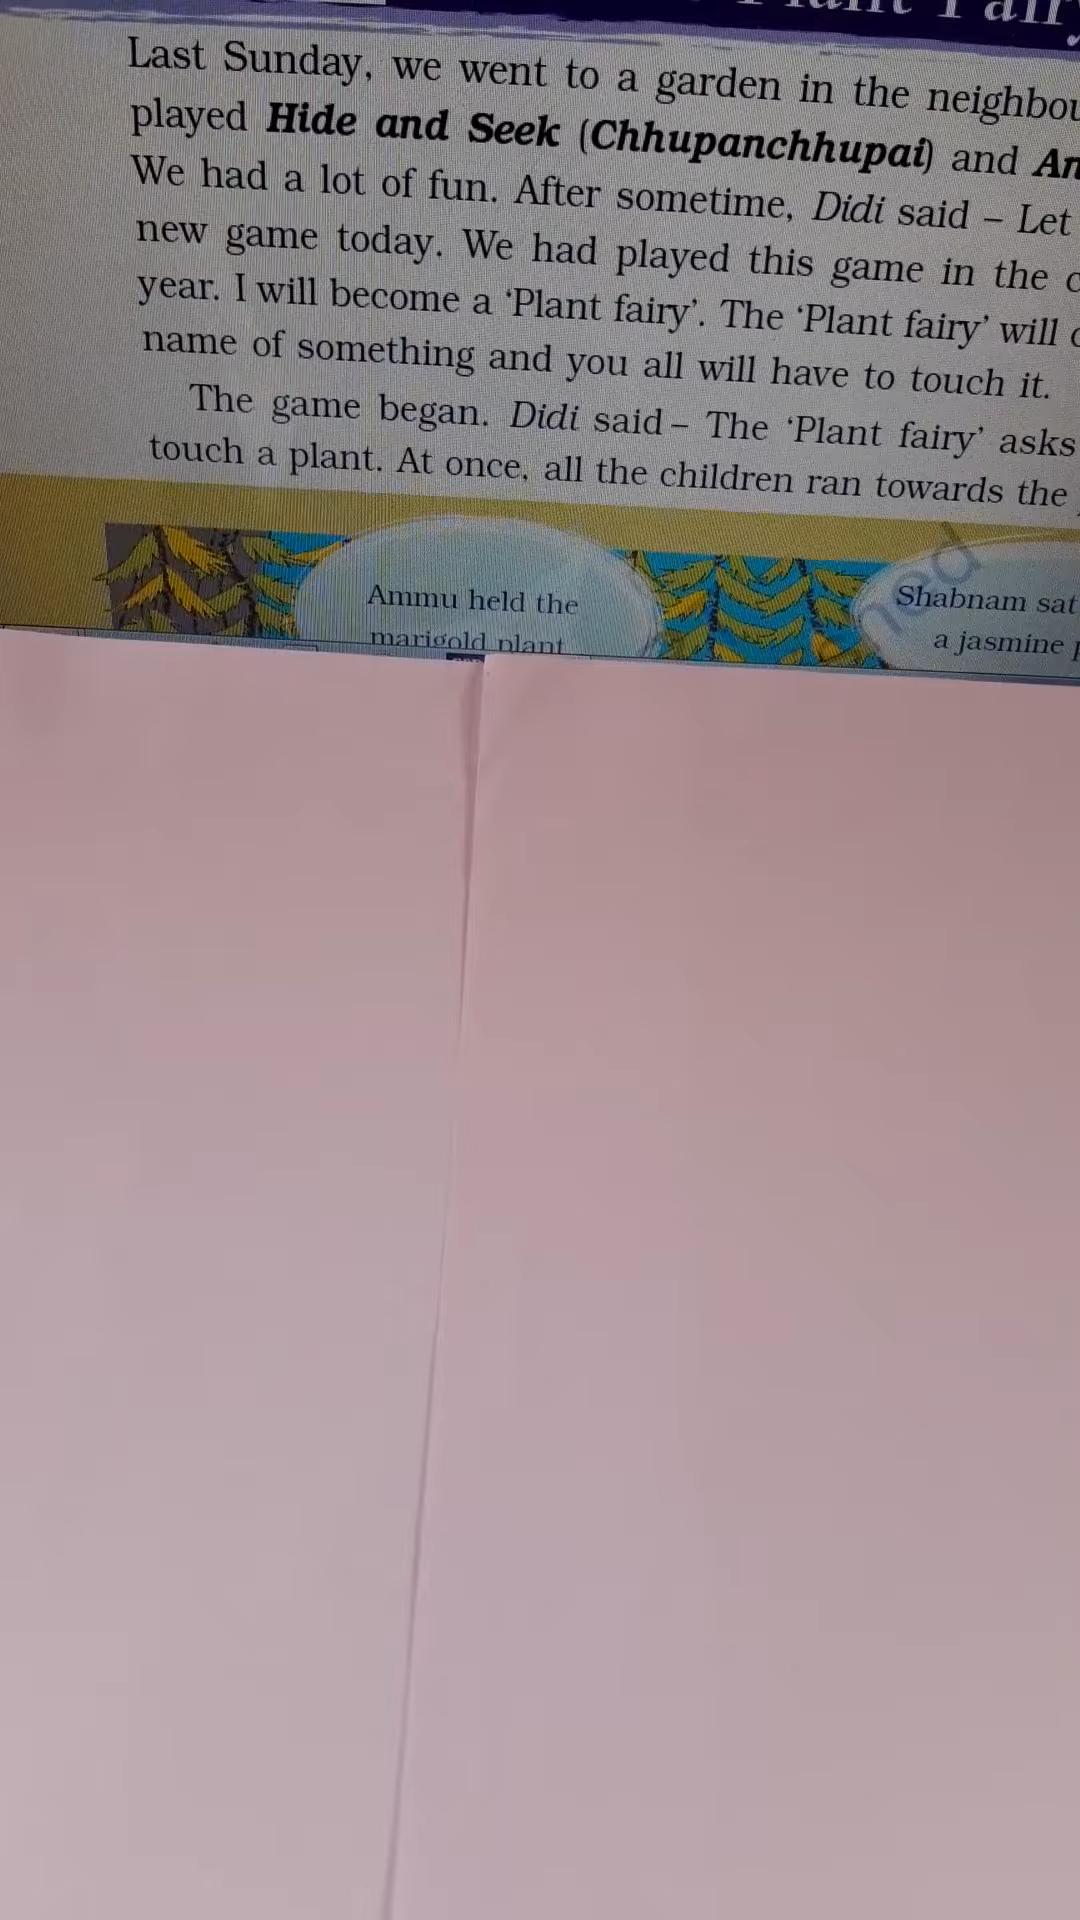 Last Sunday, we went to a garden in the
played Hide and Seek (Chhupanchhupai) and
We had a lot of fun. After sometime, Didi said – Let
new game today. We had played this game in the
year. I will become a ‘Plant fairy’. The ‘Plant fairy’ will
name of something and you all will have to touch it.
The game began. Didi said – The ‘Plant fairy’ asks
touch a plant. At once, all the children ran towards the
Ammu held the
marigold plant
Shabnam sat
a jasmine